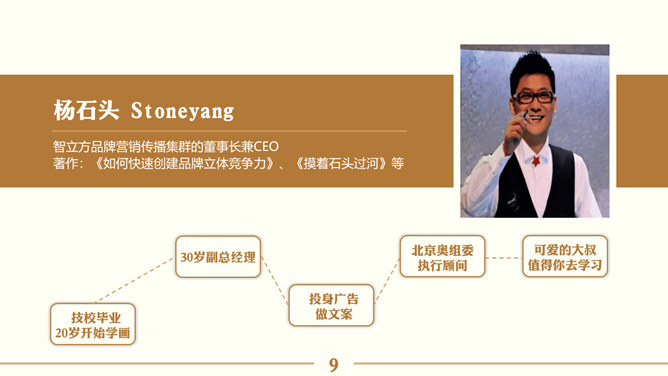 杨石头 Stoneyang
智立方品牌营销传播集群的董事长兼CEO
著作：《如何快速创建品牌立体竞争力》、《摸着石头过河》等
30岁副总经理
北京奥组委
执行顾问
可爱的大叔
值得你去学习
投身广告
做文案
技校毕业
20岁开始学画
9